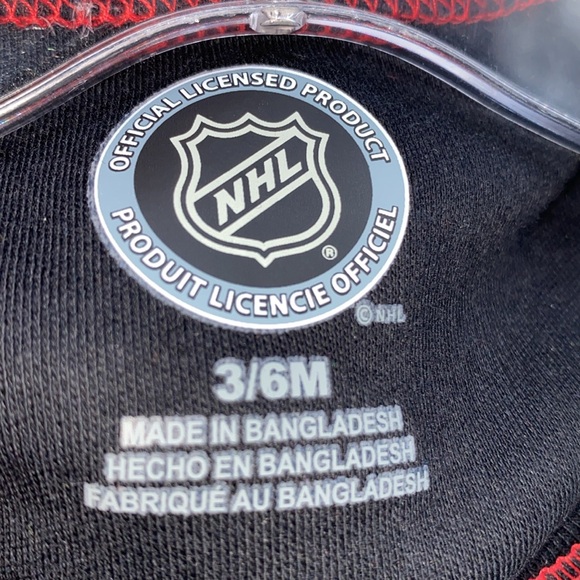 OFFICIAL LICENSED PRODUCT
NHL
®
PRODUIT LICENCIE OFFICIEL
© NHL
3/6M
MADE IN BANGLADESH
HECHO EN BANGLADESH
FABRIQUÉ AU BANGLADESH